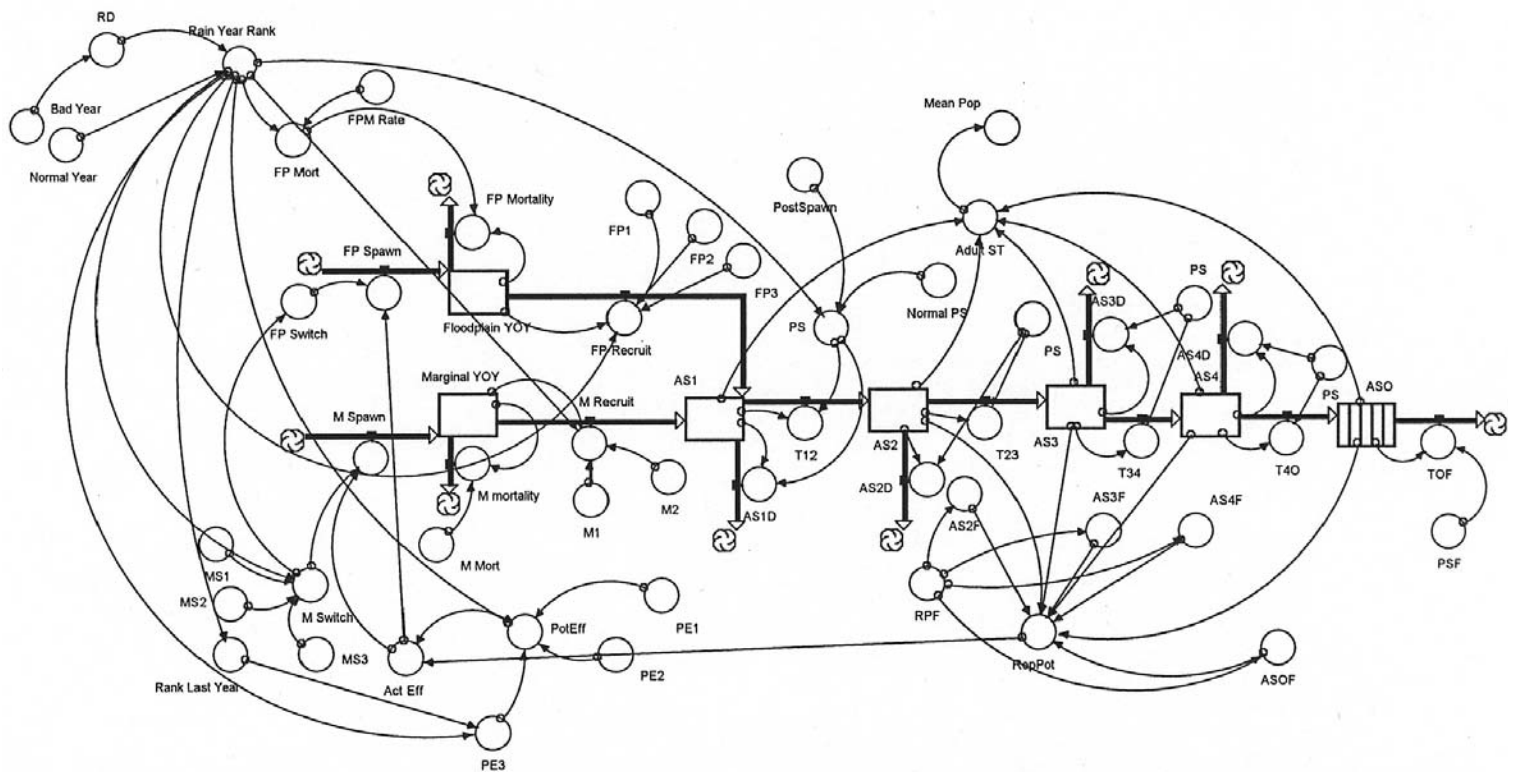 RD
Rain Year Rank
Bad Year
FPM Rate
Mean Pop
Normal Year
FP Mort
FP Mortality
PostSpawn
FP1
FP Spawn
FP2
Adult ST
PS
AS3D
FP3
Normal PS
FP Switch
Floodplain YOY
PS
FP Recruit
PS
AS4D
Marginal YOY
AS1
AS4
PS
ASO
M Spawn
M Recruit
AS2
AS3
T12
T23
T34
T4O
TOF
M mortality
AS2D
AS3F
AS4F
M1
M2
AS1D
AS2F
M Mort
PSF
MS1
MS2
RPF
M Switch
PotEff
PE1
MS3
PE2
RepPot
Rank Last Year
Act Eff
ASOF
PE3